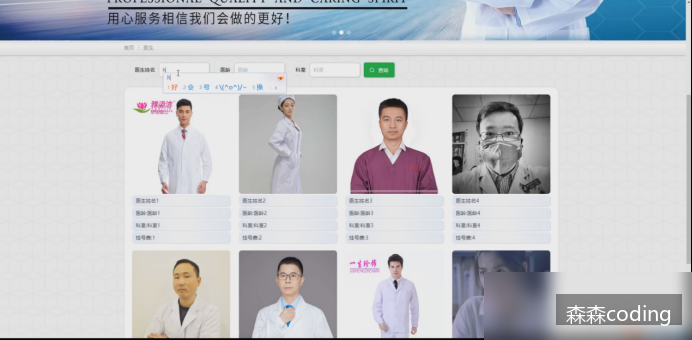 PROFESSIONAL QUALITY AND CARING SPIRIT
用心服务相信我们会做的更好!
首页 医生
医生姓名 医龄 医龄 科室 科室 查询
1好 2会 3号 4\(^o^)/~ 5换
医生姓名1 医生姓名2 医生姓名3 医生姓名4
医龄:医龄1 医龄:医龄2 医龄:医龄3 医龄:医龄4
科室:科室1 科室:科室2 科室:科室3 科室:科室4
挂号费:1 挂号费:2 挂号费:3 挂号费:4
森森coding